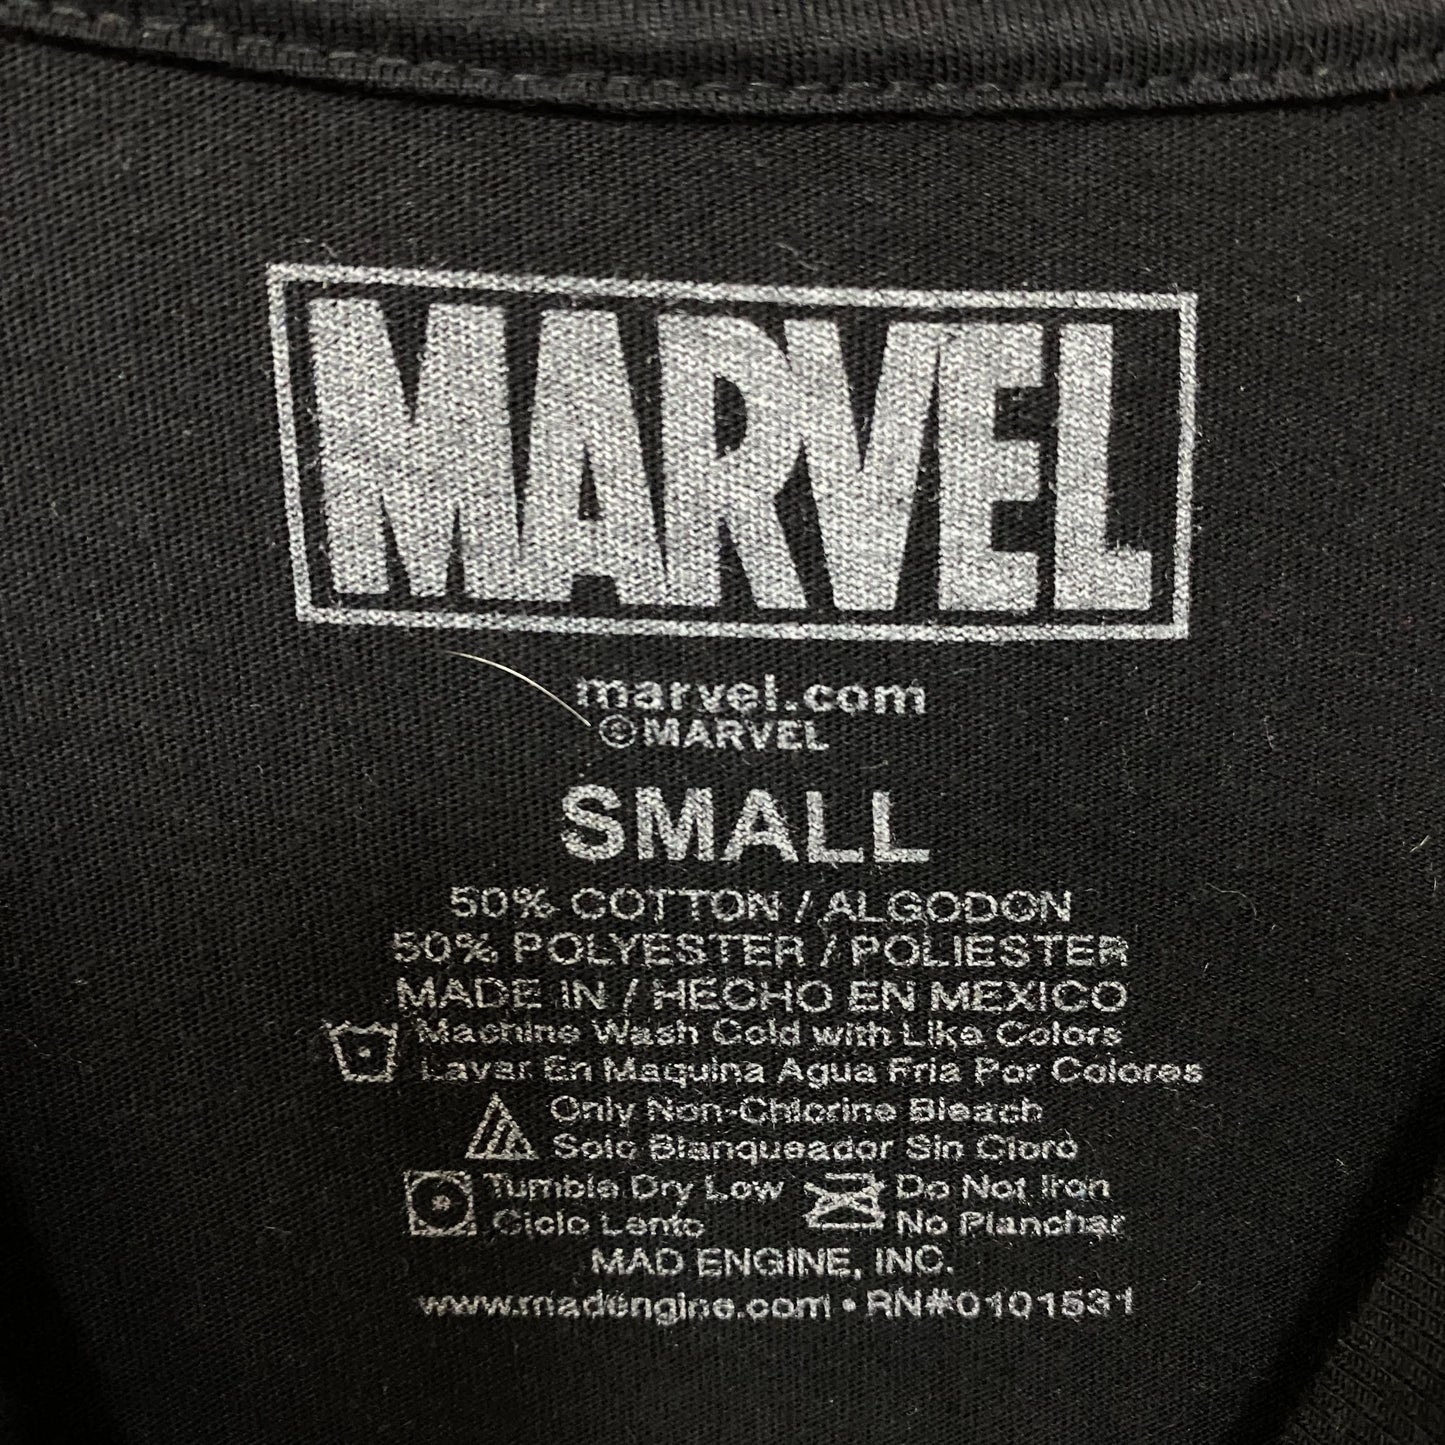 MARVEL
marvel.com
©MARVEL
SMALL
50% COTTON / ALGODON
50% POLYESTER / POLIESTER
MADE IN / HECHO EN MEXICO
Machine Wash Cold with Like Colors
Lavar En Maquina Agua Fria Por Colores
Only Non-Chlorine Bleach
Solo Blanqueador Sin Cloro
Tumble Dry Low
Ciclo Lento
Do Not Iron
No Planchar
MAD ENGINE, INC.
www.madengine.com • RN#0101531